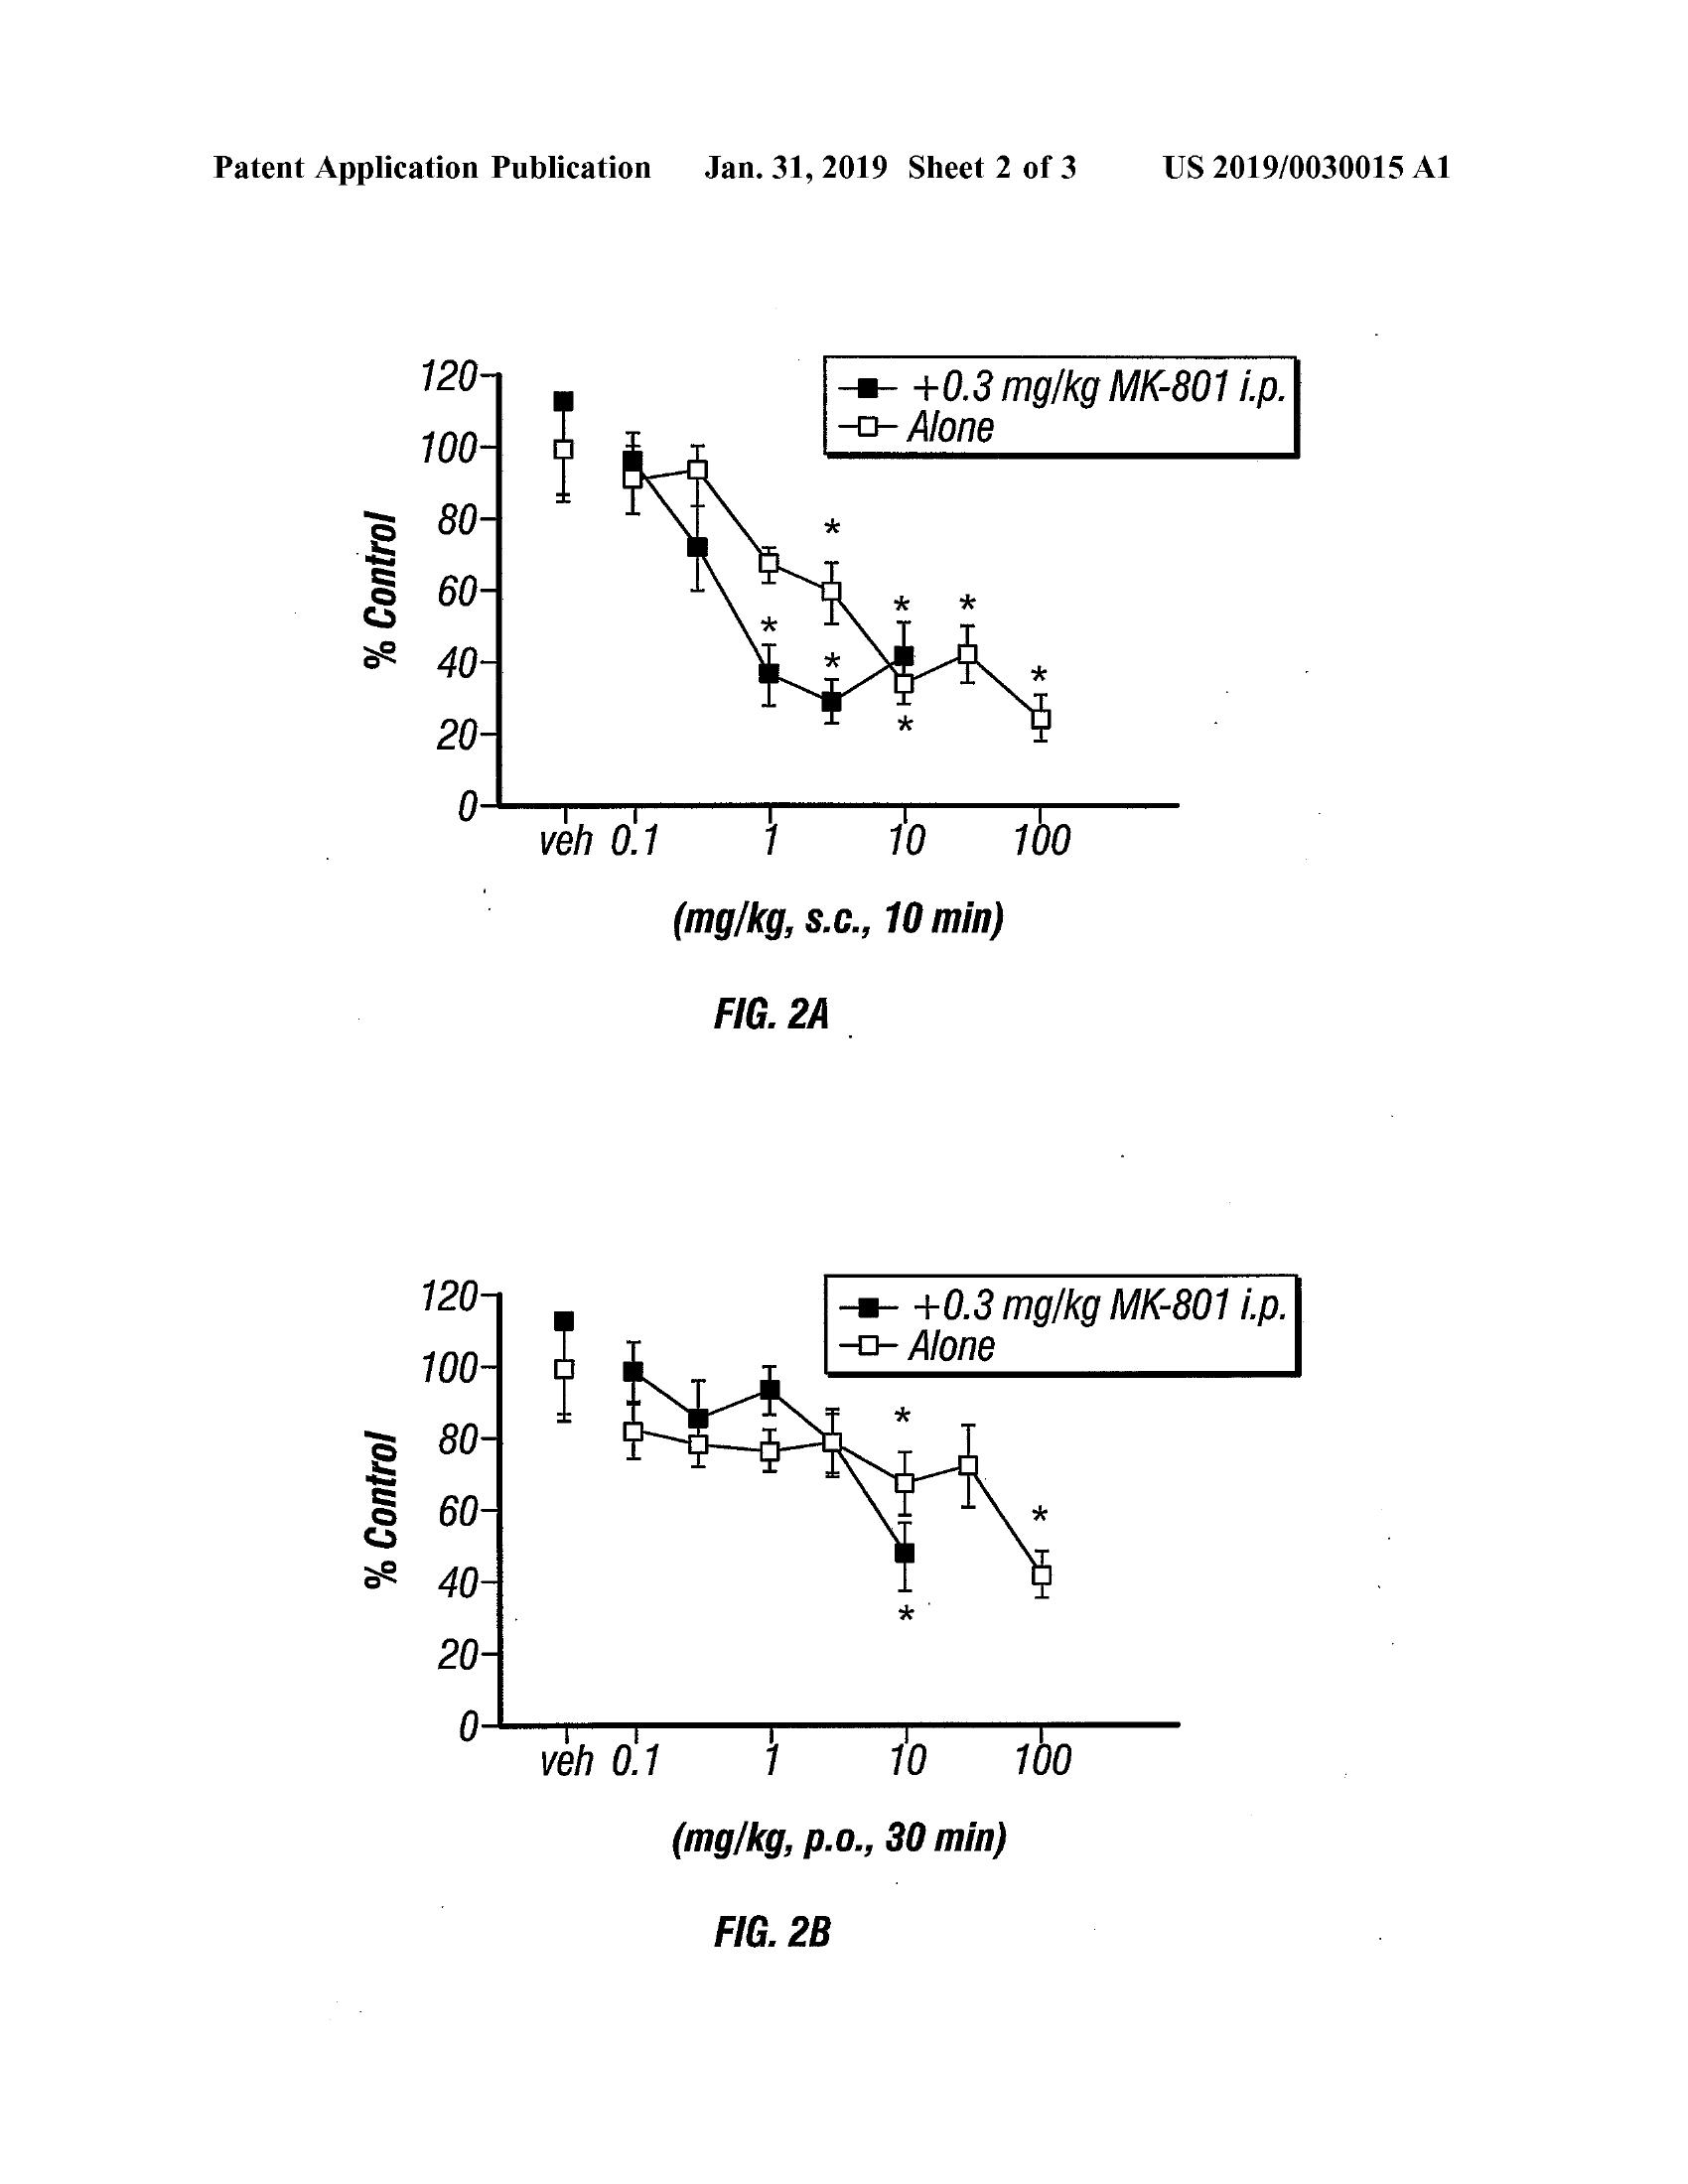 Patent Application Publication Jan. 31, 2019 Sheet 2 of 3 US 2019/0030015 A1
120
100
80
60
40
20
0
% Control
+0.3 mg/kg MK-801 i.p.
Alone
*
*
*
*
*
*
*
veh 0.1 1 10 100
(mg/kg, s.c., 10 min)
FIG. 2A
120
100
80
60
40
20
0
% Control
+0.3 mg/kg MK-801 i.p.
Alone
*
*
*
veh 0.1 1 10 100
(mg/kg, p.o., 30 min)
FIG. 2B